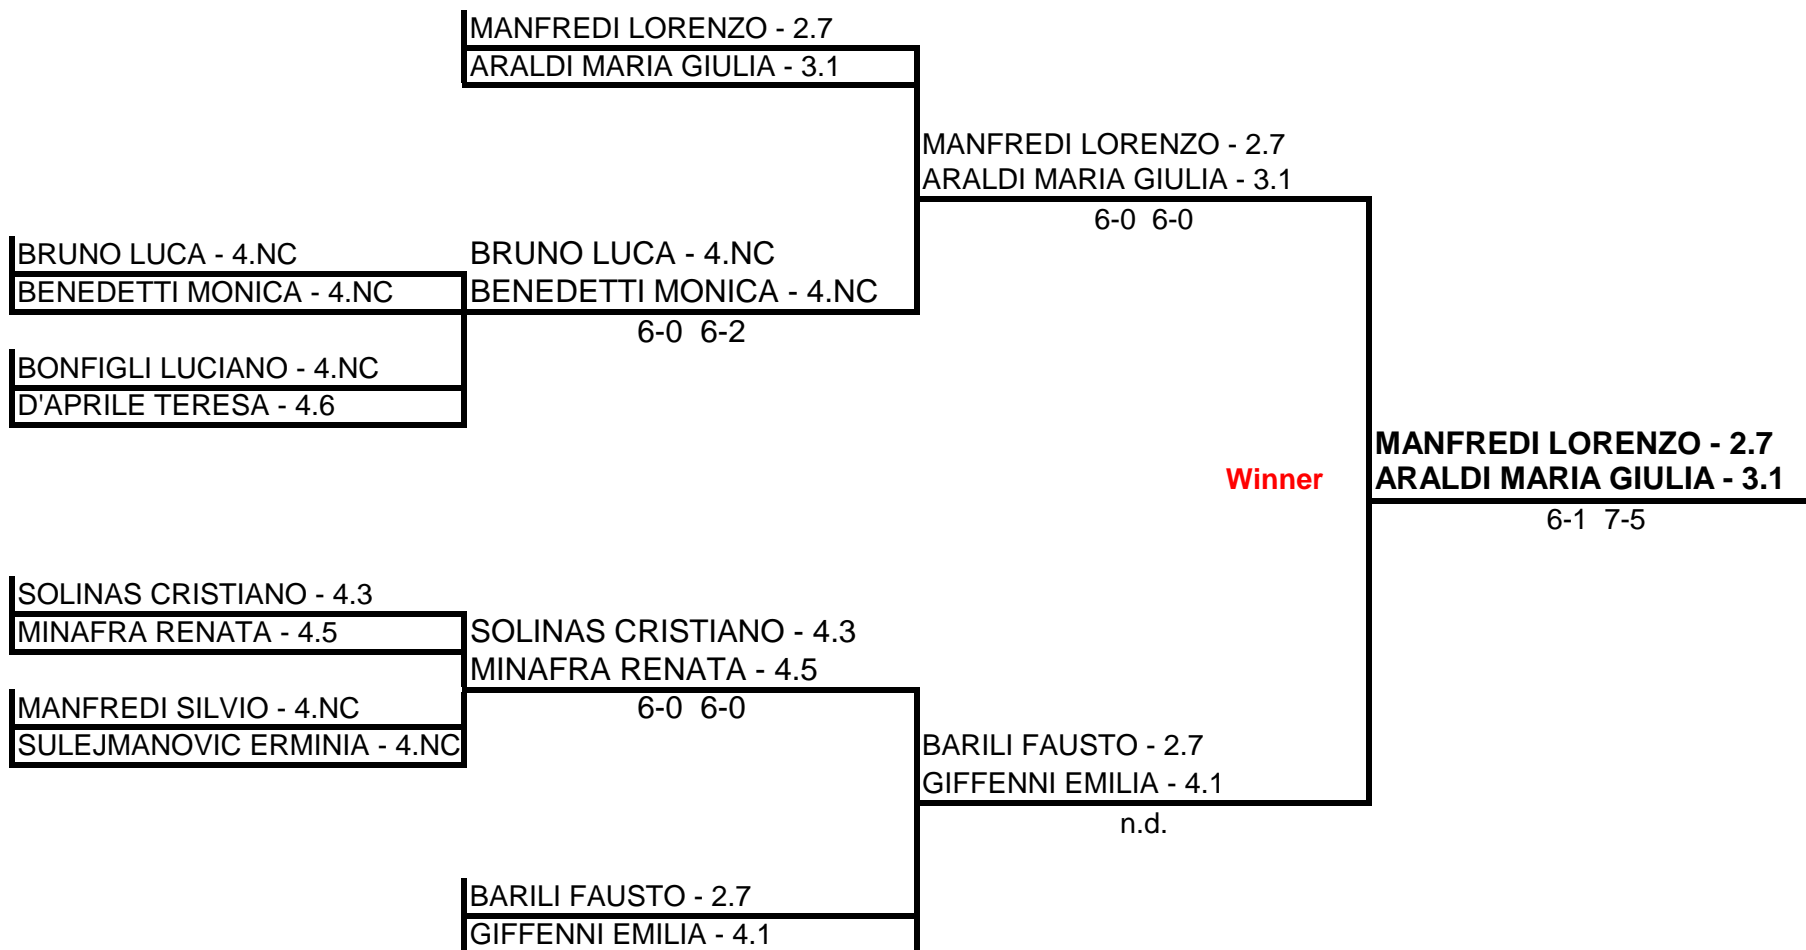 MANFREDI LORENZO - 2.7
ARALDI MARIA GIULIA - 3.1
MANFREDI LORENZO - 2.7
ARALDI MARIA GIULIA - 3.1
6-0 6-0
BRUNO LUCA - 4.NC
BENEDETTI MONICA - 4.NC
BRUNO LUCA - 4.NC
BENEDETTI MONICA - 4.NC
6-0 6-2
BONFIGLI LUCIANO - 4.NC
D'APRILE TERESA - 4.6
MANFREDI LORENZO - 2.7
Winner
ARALDI MARIA GIULIA - 3.1
6-1 7-5
SOLINAS CRISTIANO - 4.3
MINAFRA RENATA - 4.5
SOLINAS CRISTIANO - 4.3
MINAFRA RENATA - 4.5
6-0 6-0
MANFREDI SILVIO - 4.NC
SULEJMANOVIC ERMINIA - 4.NC
BARILI FAUSTO - 2.7
GIFFENNI EMILIA - 4.1
n.d.
BARILI FAUSTO - 2.7
GIFFENNI EMILIA - 4.1